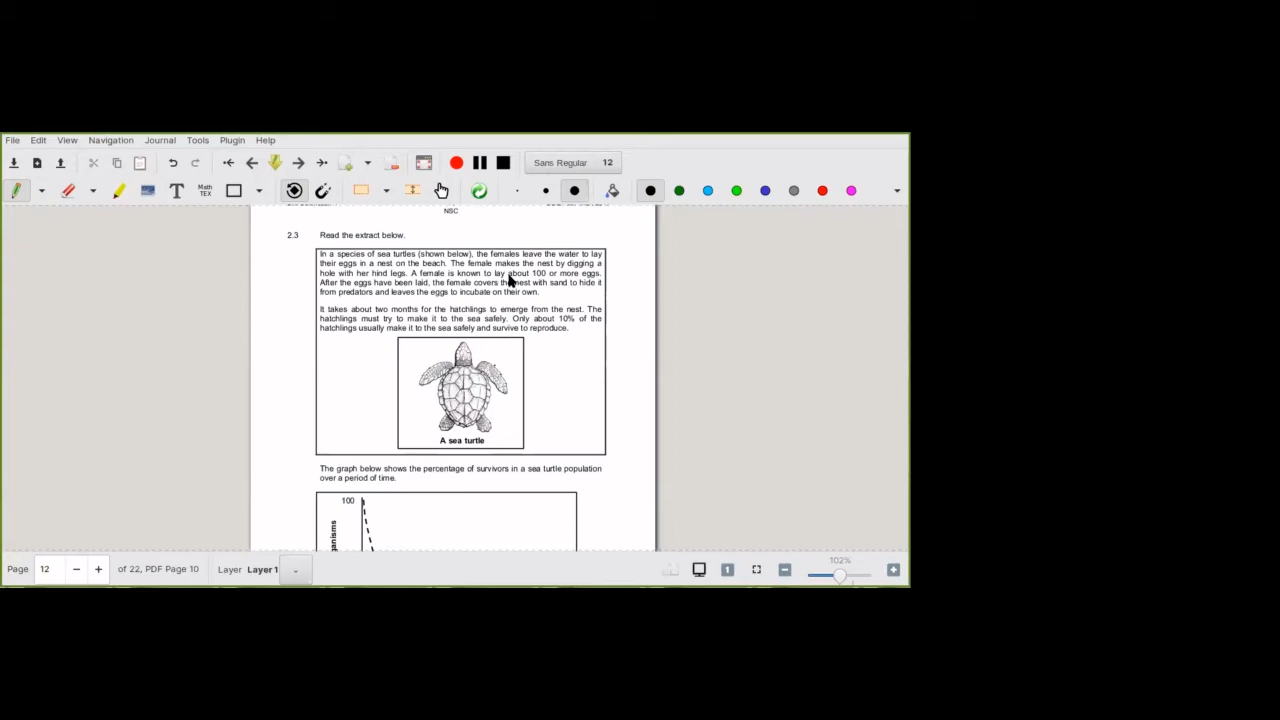 File Edit View Navigation Journal Tools Plugin Help
Sans Regular 12
T Math TEX
NSC
2.3 Read the extract below.
In a species of sea turtles (shown below), the females leave the water to lay
their eggs in a nest on the beach. The female makes the nest by digging a
hole with her hind legs. A female is known to lay about 100 or more eggs.
After the eggs have been laid, the female covers the nest with sand to hide it
from predators and leaves the eggs to incubate on their own.
It takes about two months for the hatchlings to emerge from the nest. The
hatchlings must try to make it to the sea safely. Only about 10% of the
hatchlings usually make it to the sea safely and survive to reproduce.
A sea turtle
The graph below shows the percentage of survivors in a sea turtle population
over a period of time.
100
ganisms
Page 12 of 22, PDF Page 10 Layer Layer 1 1 102%